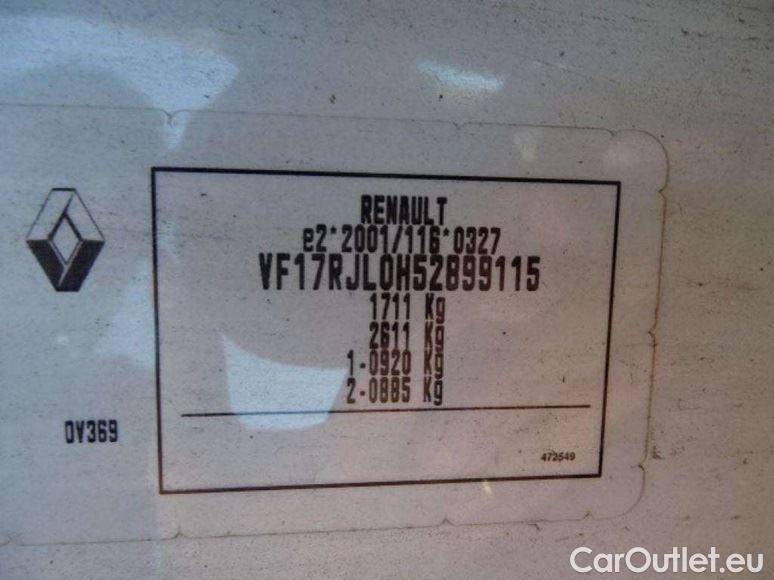 RENAULT
e2*2001/116*0327
VF17RJL0H52899115
1711 Kg
2611 Kg
1-0920 Kg
2-0885 Kg
0V369
472549
CarOutlet.eu